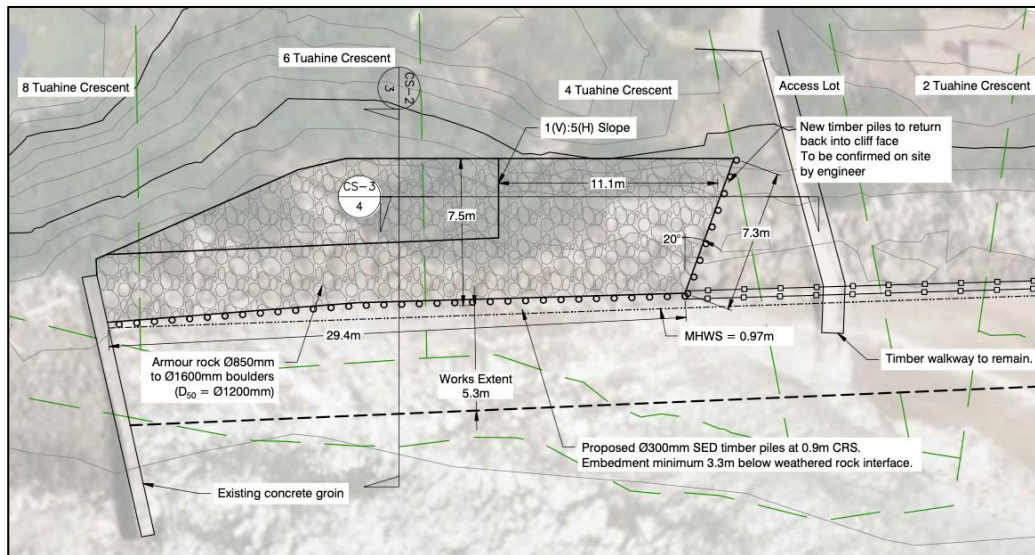 6 Tuahine Crescent
8 Tuahine Crescent
4 Tuahine Crescent
Access Lot
2 Tuahine Crescent
CS-2
3
1(V):5(H) Slope
New timber piles to return
back into cliff face
To be confirmed on site
by engineer
CS-3
4
11.1m
7.5m
7.3m
20°
29.4m
MHWS = 0.97m
Armour rock Ø850mm
to Ø1600mm boulders
(D50 = Ø1200mm)
Works Extent
5.3m
Timber walkway to remain.
Proposed Ø300mm SED timber piles at 0.9m CRS.
Embedment minimum 3.3m below weathered rock interface.
Existing concrete groin